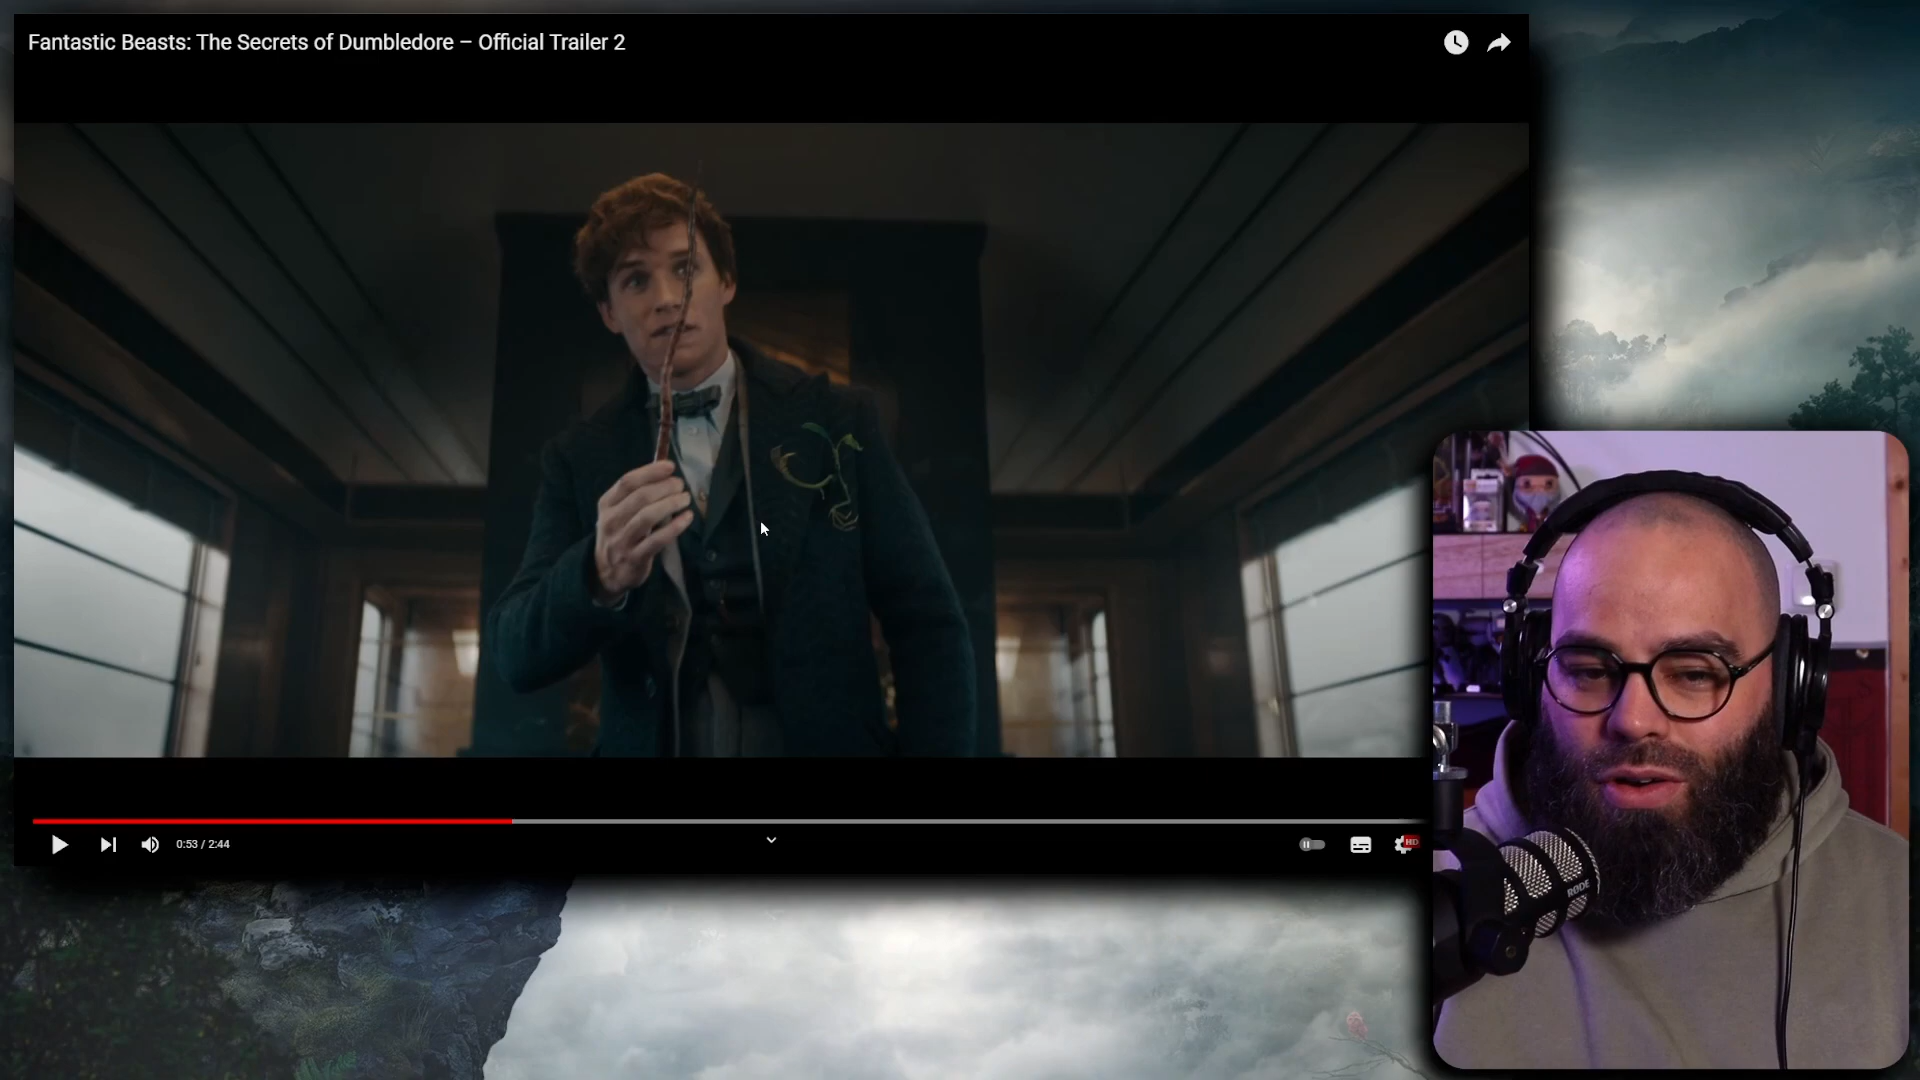 Fantastic Beasts: The Secrets of Dumbledore – Official Trailer 2
0:53 / 2:44
HD
RØDE